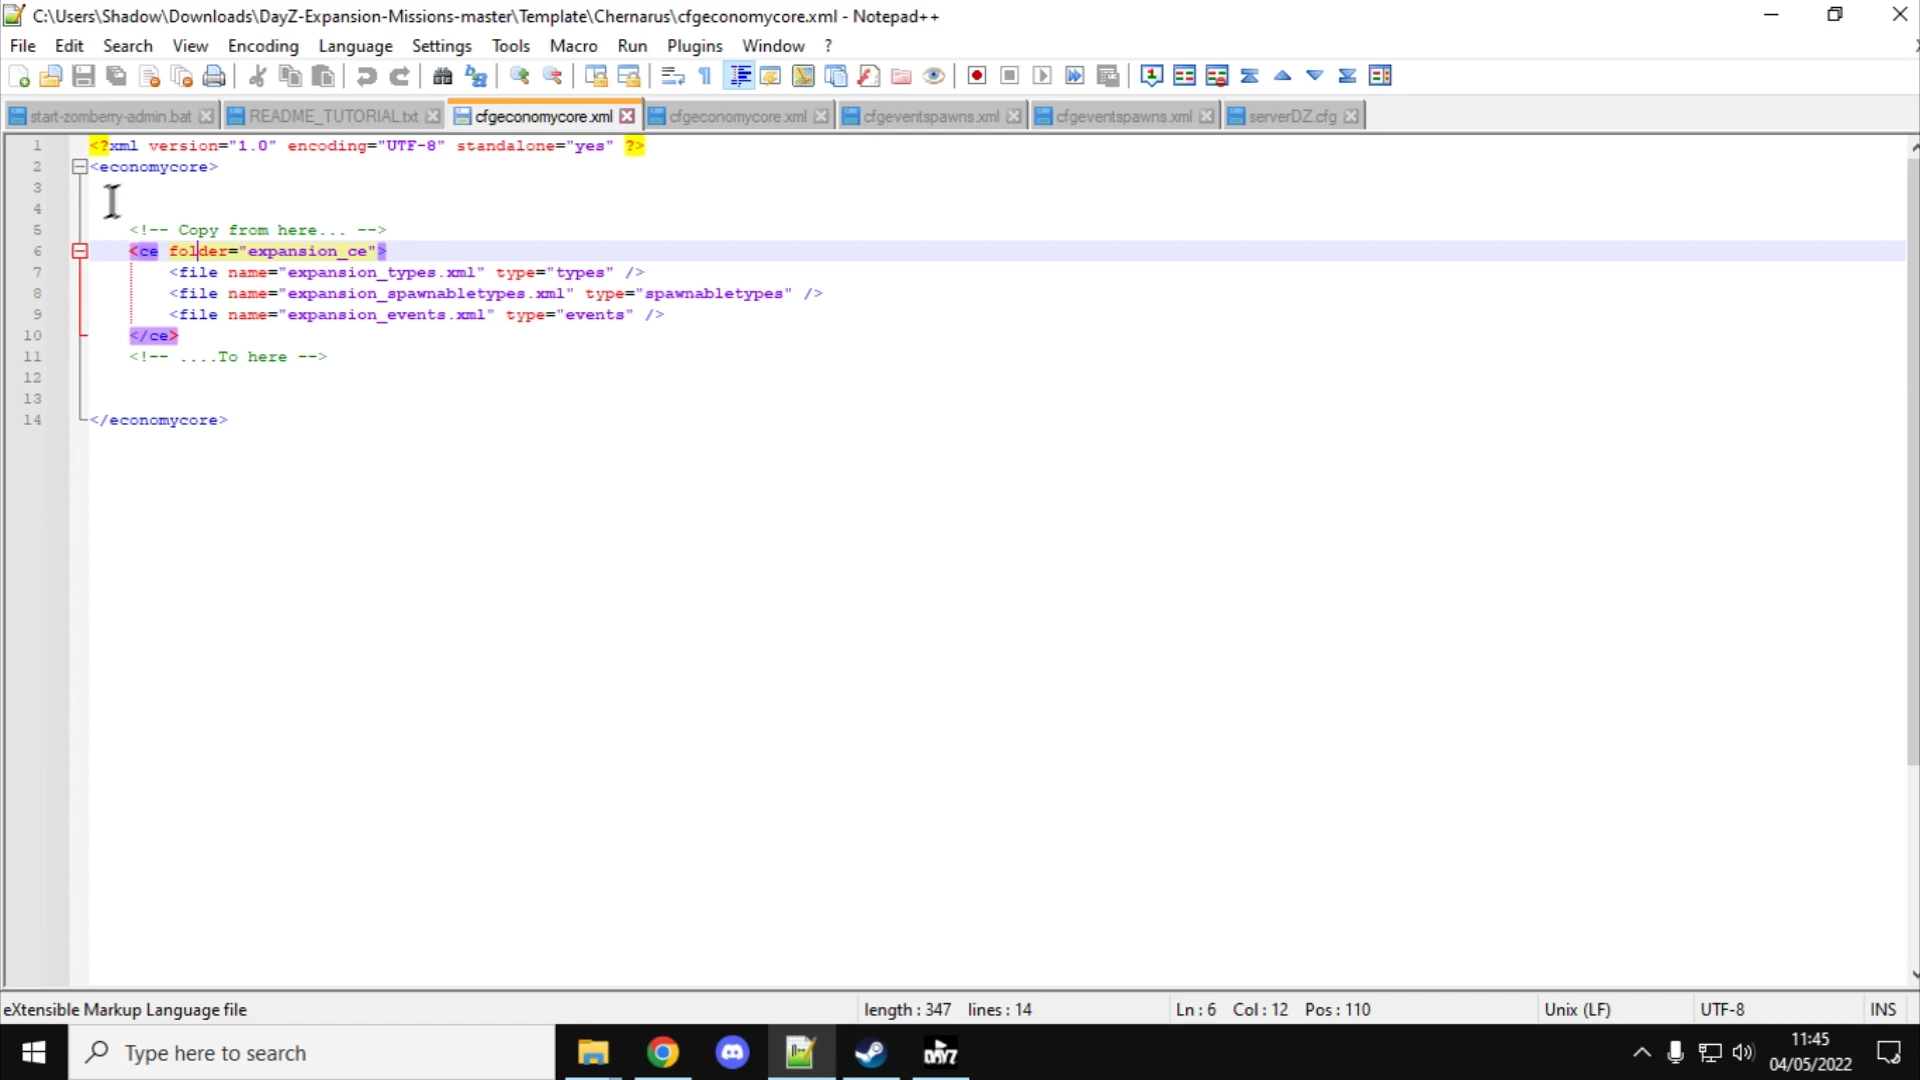 C:\Users\Shadow\Downloads\DayZ-Expansion-Missions-master\Template\Chernarus\cfgeconomycore.xml - Notepad++
File Edit Search View Encoding Language Settings Tools Macro Run Plugins Window ?
start-zomberry-admin.bat README_TUTORIAL.txt cfgeconomycore.xml cfgeconomycore.xml cfgeventspawns.xml cfgeventspawns.xml serverDZ.cfg
1 <?xml version="1.0" encoding="UTF-8" standalone="yes" ?>
2 <economycore>
3
4
5 <!-- Copy from here... -->
6 <ce folder="expansion_ce">
7 <file name="expansion_types.xml" type="types" />
8 <file name="expansion_spawnabletypes.xml" type="spawnabletypes" />
9 <file name="expansion_events.xml" type="events" />
10 </ce>
11 <!-- ....To here -->
12
13
14 </economycore>
eXtensible Markup Language file length : 347 lines : 14 Ln : 6 Col : 12 Pos : 110 Unix (LF) UTF-8 INS
Type here to search
DAYZ
11:45
04/05/2022